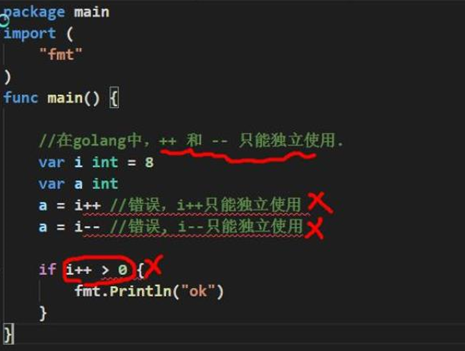 package main
import (
"fmt"
)
func main() {
//在golang中，++ 和 -- 只能独立使用.
var i int = 8
var a int
a = i++ //错误，i++只能独立使用
a = i-- //错误，i--只能独立使用
if i++ > 0 {
fmt.Println("ok")
}
}